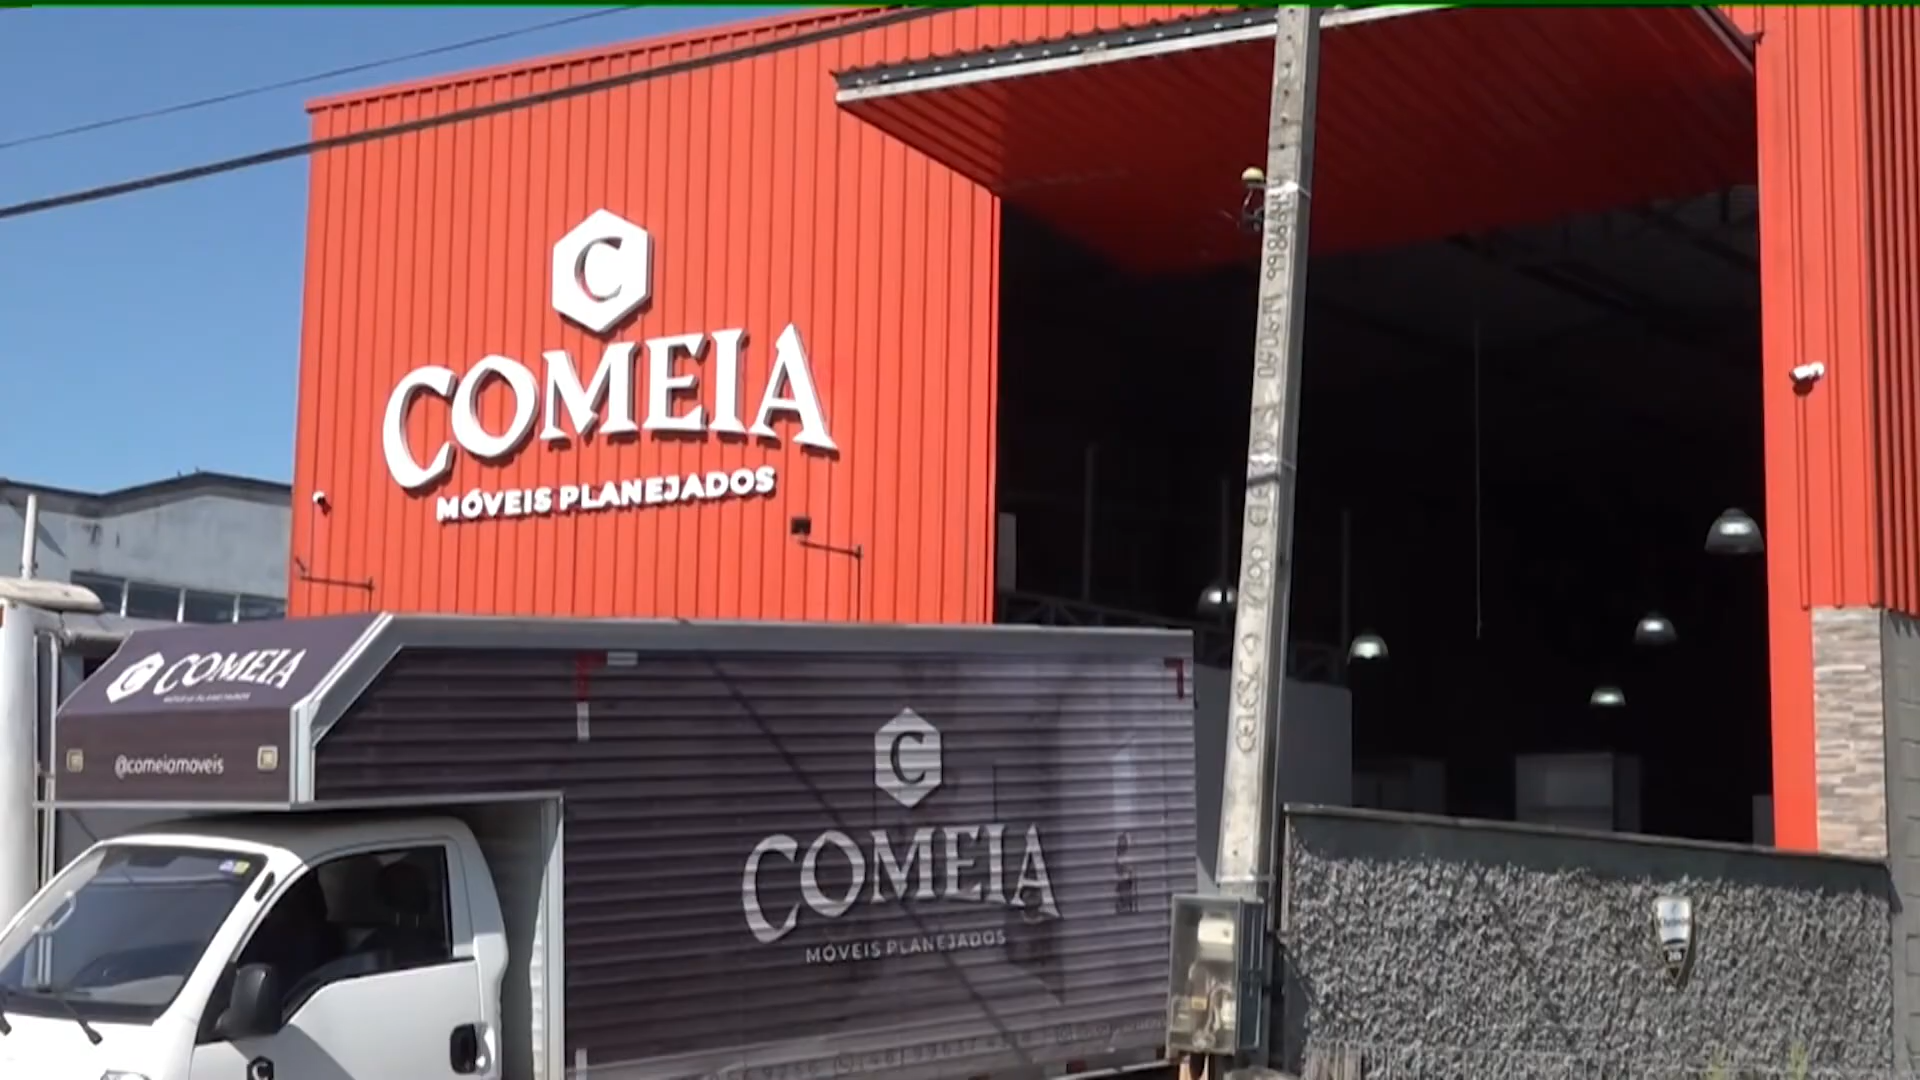 C
COMEIA
MÓVEIS PLANEJADOS
C COMEIA
MÓVEIS PLANEJADOS
@comeiamoveis
C
COMEIA
MÓVEIS PLANEJADOS
C